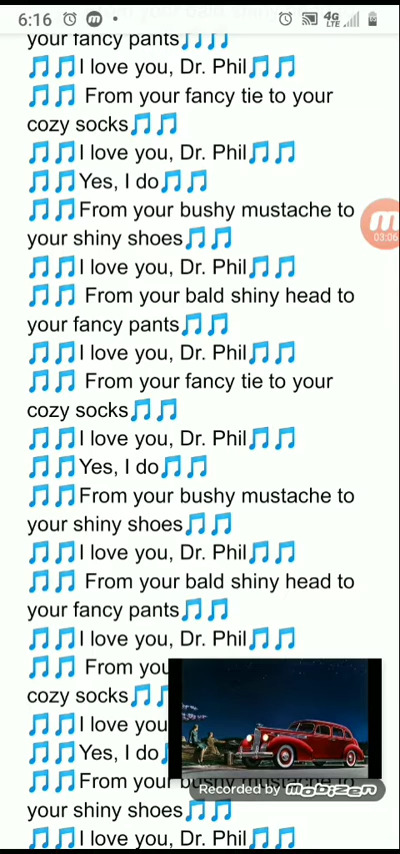 6:16
4G
LTE
your fancy pants🎵🎵
🎵🎵I love you, Dr. Phil🎵🎵
🎵🎵 From your fancy tie to your
cozy socks🎵🎵
🎵🎵I love you, Dr. Phil🎵🎵
🎵🎵Yes, I do🎵🎵
🎵🎵From your bushy mustache to
your shiny shoes🎵🎵
🎵🎵I love you, Dr. Phil🎵🎵
🎵🎵 From your bald shiny head to
your fancy pants🎵🎵
🎵🎵I love you, Dr. Phil🎵🎵
🎵🎵 From your fancy tie to your
cozy socks🎵🎵
🎵🎵I love you, Dr. Phil🎵🎵
🎵🎵Yes, I do🎵🎵
🎵🎵From your bushy mustache to
your shiny shoes🎵🎵
🎵🎵I love you, Dr. Phil🎵🎵
🎵🎵 From your bald shiny head to
your fancy pants🎵🎵
🎵🎵I love you, Dr. Phil🎵🎵
🎵🎵 From you
cozy socks🎵🎵
🎵🎵I love you
🎵🎵Yes, I do
🎵🎵From your bushy mustache to
your shiny shoes🎵🎵
🎵🎵I love you, Dr. Phil🎵🎵
m
03:06
Recorded by mobizen